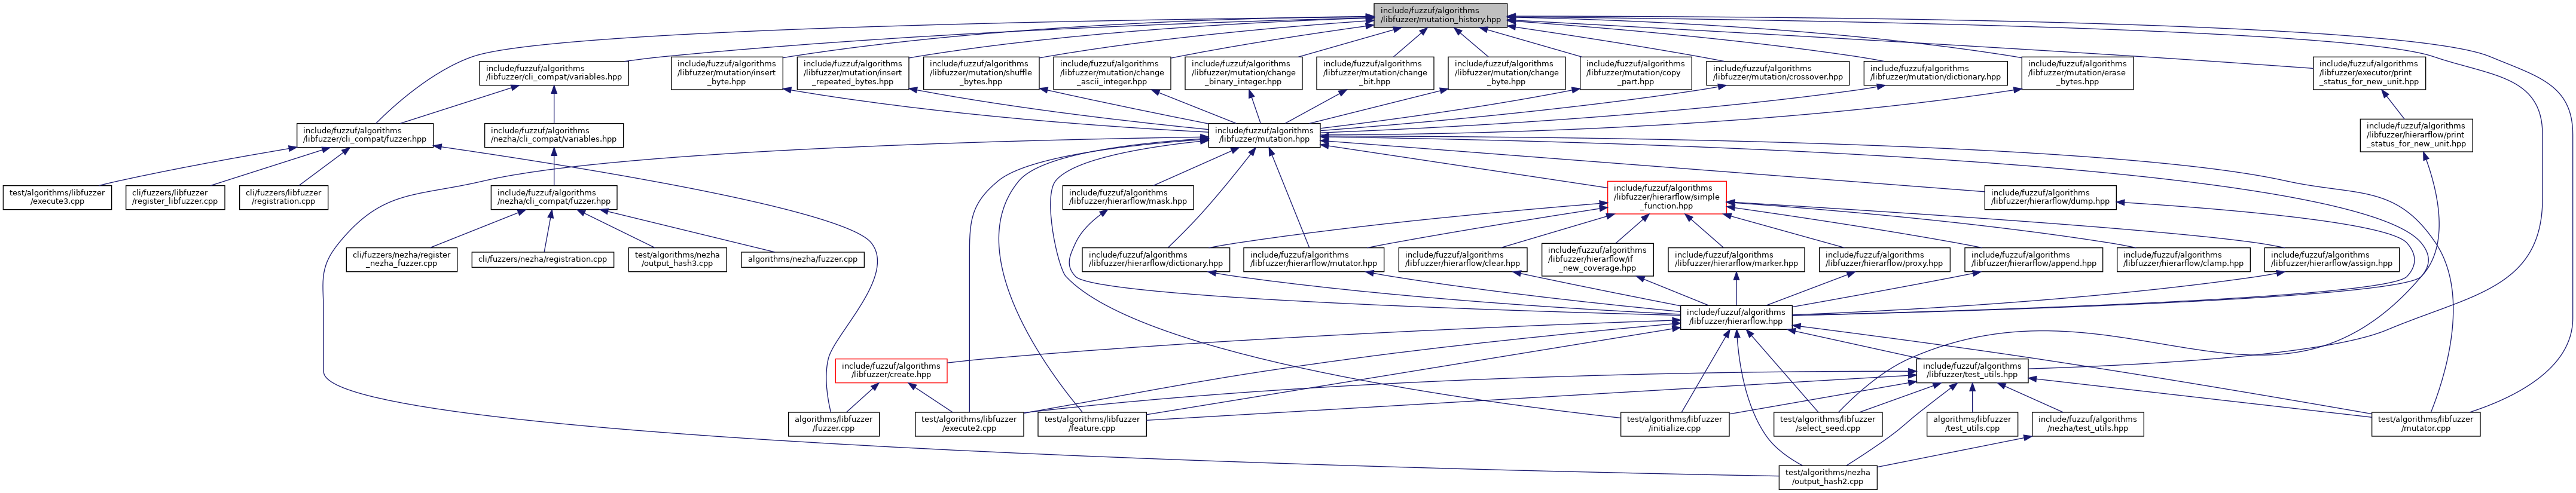 include/fuzzuf/algorithms
/libfuzzer/mutation_history.hpp
include/fuzzuf/algorithms
/libfuzzer/cli_compat/variables.hpp
include/fuzzuf/algorithms
/libfuzzer/mutation/insert
_byte.hpp
include/fuzzuf/algorithms
/libfuzzer/mutation/insert
_repeated_bytes.hpp
include/fuzzuf/algorithms
/libfuzzer/mutation/shuffle
_bytes.hpp
include/fuzzuf/algorithms
/libfuzzer/mutation/change
_ascii_integer.hpp
include/fuzzuf/algorithms
/libfuzzer/mutation/change
_binary_integer.hpp
include/fuzzuf/algorithms
/libfuzzer/mutation/change
_bit.hpp
include/fuzzuf/algorithms
/libfuzzer/mutation/change
_byte.hpp
include/fuzzuf/algorithms
/libfuzzer/mutation/copy
_part.hpp
include/fuzzuf/algorithms
/libfuzzer/mutation/crossover.hpp
include/fuzzuf/algorithms
/libfuzzer/mutation/dictionary.hpp
include/fuzzuf/algorithms
/libfuzzer/mutation/erase
_bytes.hpp
include/fuzzuf/algorithms
/libfuzzer/executor/print
_status_for_new_unit.hpp
include/fuzzuf/algorithms
/libfuzzer/cli_compat/fuzzer.hpp
include/fuzzuf/algorithms
/nezha/cli_compat/variables.hpp
include/fuzzuf/algorithms
/libfuzzer/mutation.hpp
include/fuzzuf/algorithms
/libfuzzer/hierarflow/print
_status_for_new_unit.hpp
test/algorithms/libfuzzer
/execute3.cpp
cli/fuzzers/libfuzzer
/register_libfuzzer.cpp
cli/fuzzers/libfuzzer
/registration.cpp
include/fuzzuf/algorithms
/nezha/cli_compat/fuzzer.hpp
include/fuzzuf/algorithms
/libfuzzer/hierarflow/mask.hpp
include/fuzzuf/algorithms
/libfuzzer/hierarflow/simple
_function.hpp
include/fuzzuf/algorithms
/libfuzzer/hierarflow/dump.hpp
cli/fuzzers/nezha/register
_nezha_fuzzer.cpp
cli/fuzzers/nezha/registration.cpp
test/algorithms/nezha
/output_hash3.cpp
algorithms/nezha/fuzzer.cpp
include/fuzzuf/algorithms
/libfuzzer/hierarflow/dictionary.hpp
include/fuzzuf/algorithms
/libfuzzer/hierarflow/mutator.hpp
include/fuzzuf/algorithms
/libfuzzer/hierarflow/clear.hpp
include/fuzzuf/algorithms
/libfuzzer/hierarflow/if
_new_coverage.hpp
include/fuzzuf/algorithms
/libfuzzer/hierarflow/marker.hpp
include/fuzzuf/algorithms
/libfuzzer/hierarflow/proxy.hpp
include/fuzzuf/algorithms
/libfuzzer/hierarflow/append.hpp
include/fuzzuf/algorithms
/libfuzzer/hierarflow/clamp.hpp
include/fuzzuf/algorithms
/libfuzzer/hierarflow/assign.hpp
include/fuzzuf/algorithms
/libfuzzer/hierarflow.hpp
include/fuzzuf/algorithms
/libfuzzer/create.hpp
include/fuzzuf/algorithms
/libfuzzer/test_utils.hpp
algorithms/libfuzzer
/fuzzer.cpp
test/algorithms/libfuzzer
/execute2.cpp
test/algorithms/libfuzzer
/feature.cpp
test/algorithms/libfuzzer
/initialize.cpp
test/algorithms/libfuzzer
/select_seed.cpp
algorithms/libfuzzer
/test_utils.cpp
include/fuzzuf/algorithms
/nezha/test_utils.hpp
test/algorithms/libfuzzer
/mutator.cpp
test/algorithms/nezha
/output_hash2.cpp